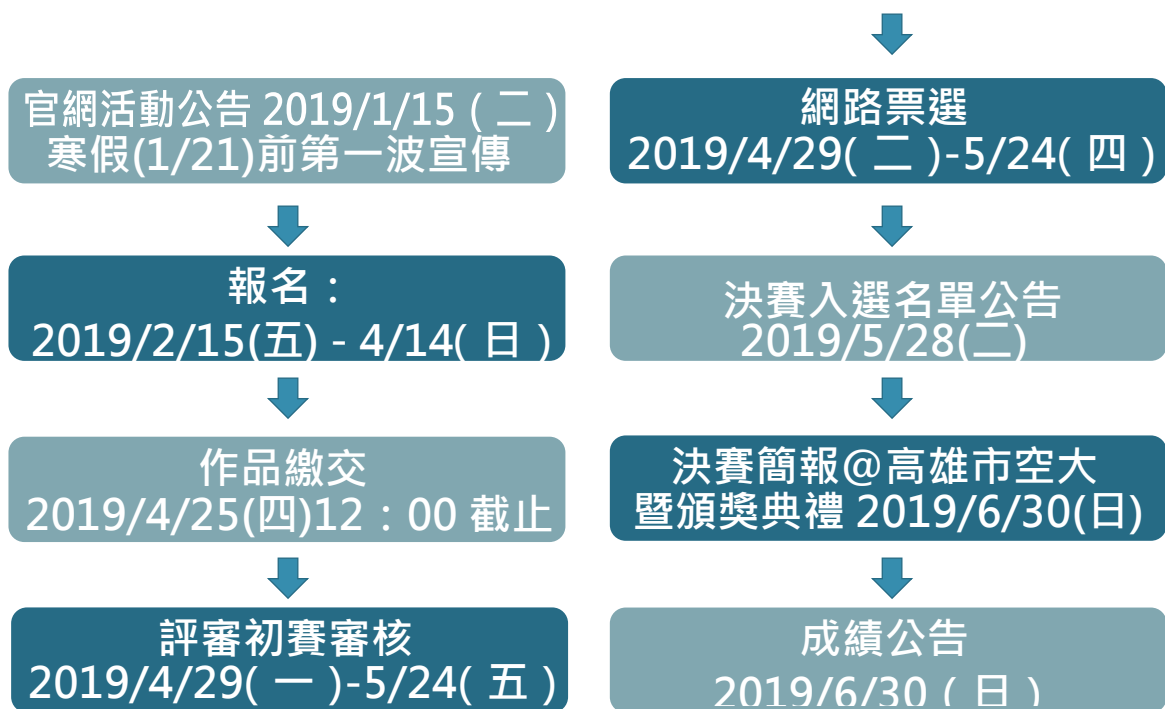 官網活動公告 2019/1/15 ( 二 )
寒假(1/21)前第一波宣傳
報名：
2019/2/15(五) - 4/14( 日 )
作品繳交
2019/4/25(四)12：00 截止
評審初賽審核
2019/4/29( 一 )-5/24( 五 )
網路票選
2019/4/29( 二 )-5/24( 四 )
決賽入選名單公告
2019/5/28(二)
決賽簡報@高雄市空大
暨頒獎典禮 2019/6/30(日)
成績公告
2019/6/30 ( 日 )